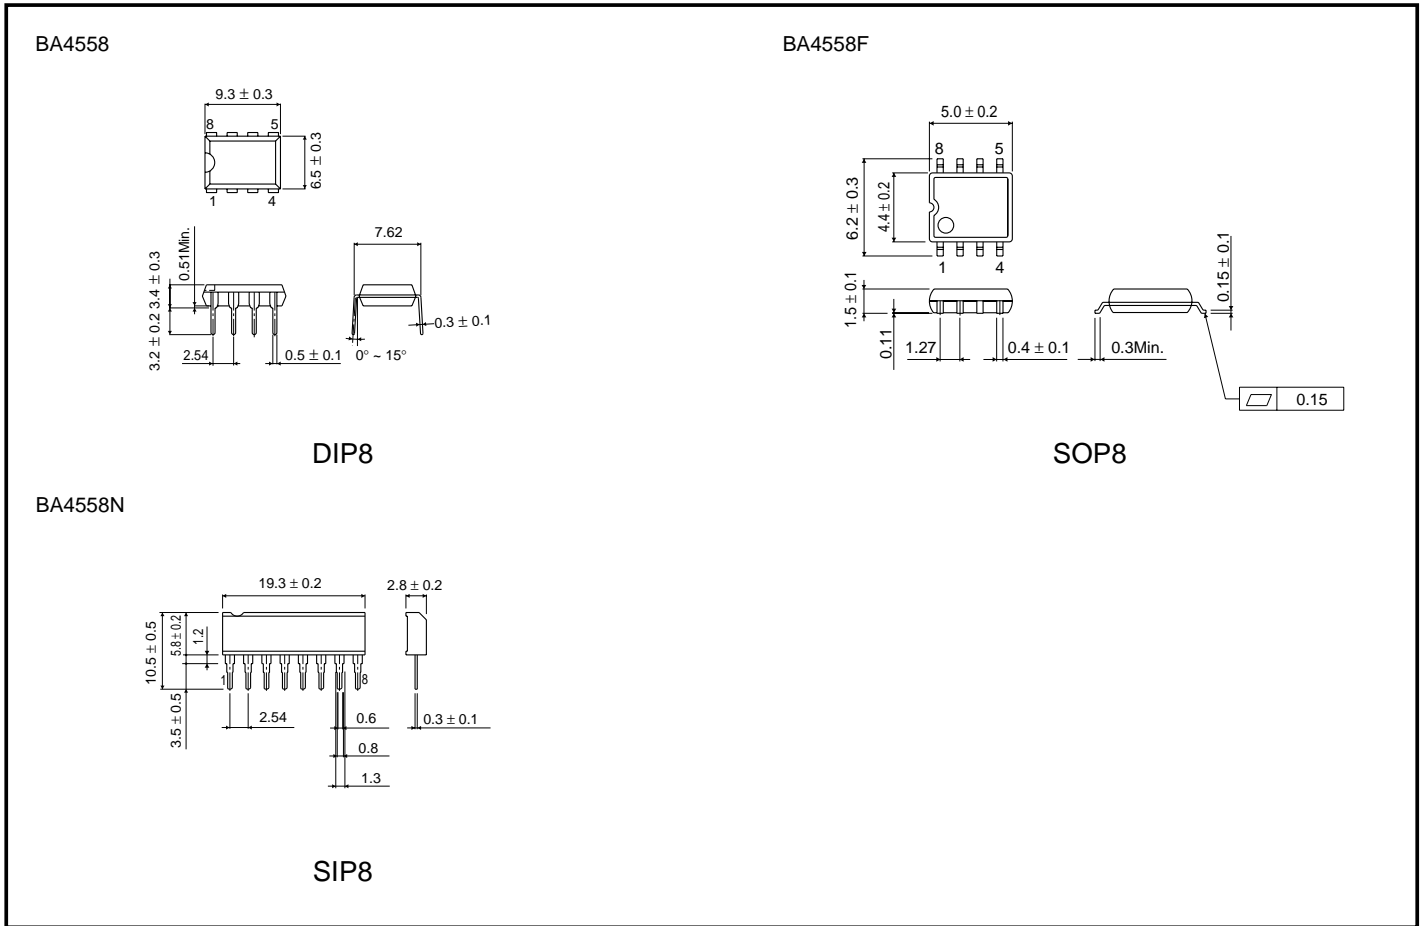 BA4558
9.3 ± 0.3
8 5
6.5 ± 0.3
1 4
0.51Min.
3.2 ± 0.2 3.4 ± 0.3
7.62
2.54
0.5 ± 0.1
0° ~ 15°
0.3 ± 0.1
DIP8
BA4558F
5.0 ± 0.2
8 5
6.2 ± 0.3
4.4 ± 0.2
1 4
1.5 ± 0.1
0.11
1.27
0.4 ± 0.1
0.3Min.
0.15 ± 0.1
0.15
SOP8
BA4558N
19.3 ± 0.2
2.8 ± 0.2
10.5 ± 0.5
5.8 ± 0.2
1.2
1 8
3.5 ± 0.5
2.54
0.6
0.3 ± 0.1
0.8
1.3
SIP8